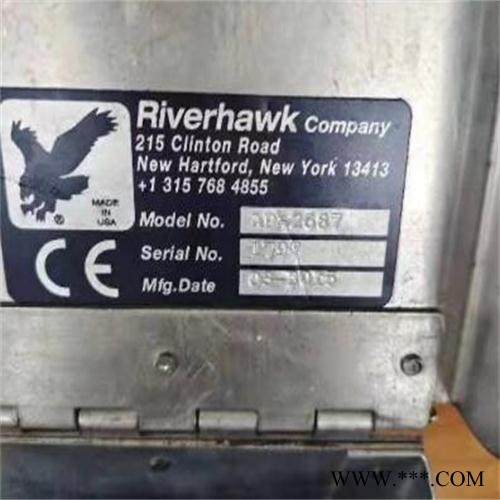 Riverhawk Company
215 Clinton Road
New Hartford, New York 13413
+1 315 768 4855
MADE
IN
USA
®
Model No.
Serial No.
CE
Mfg.Date
WWW.***.COM